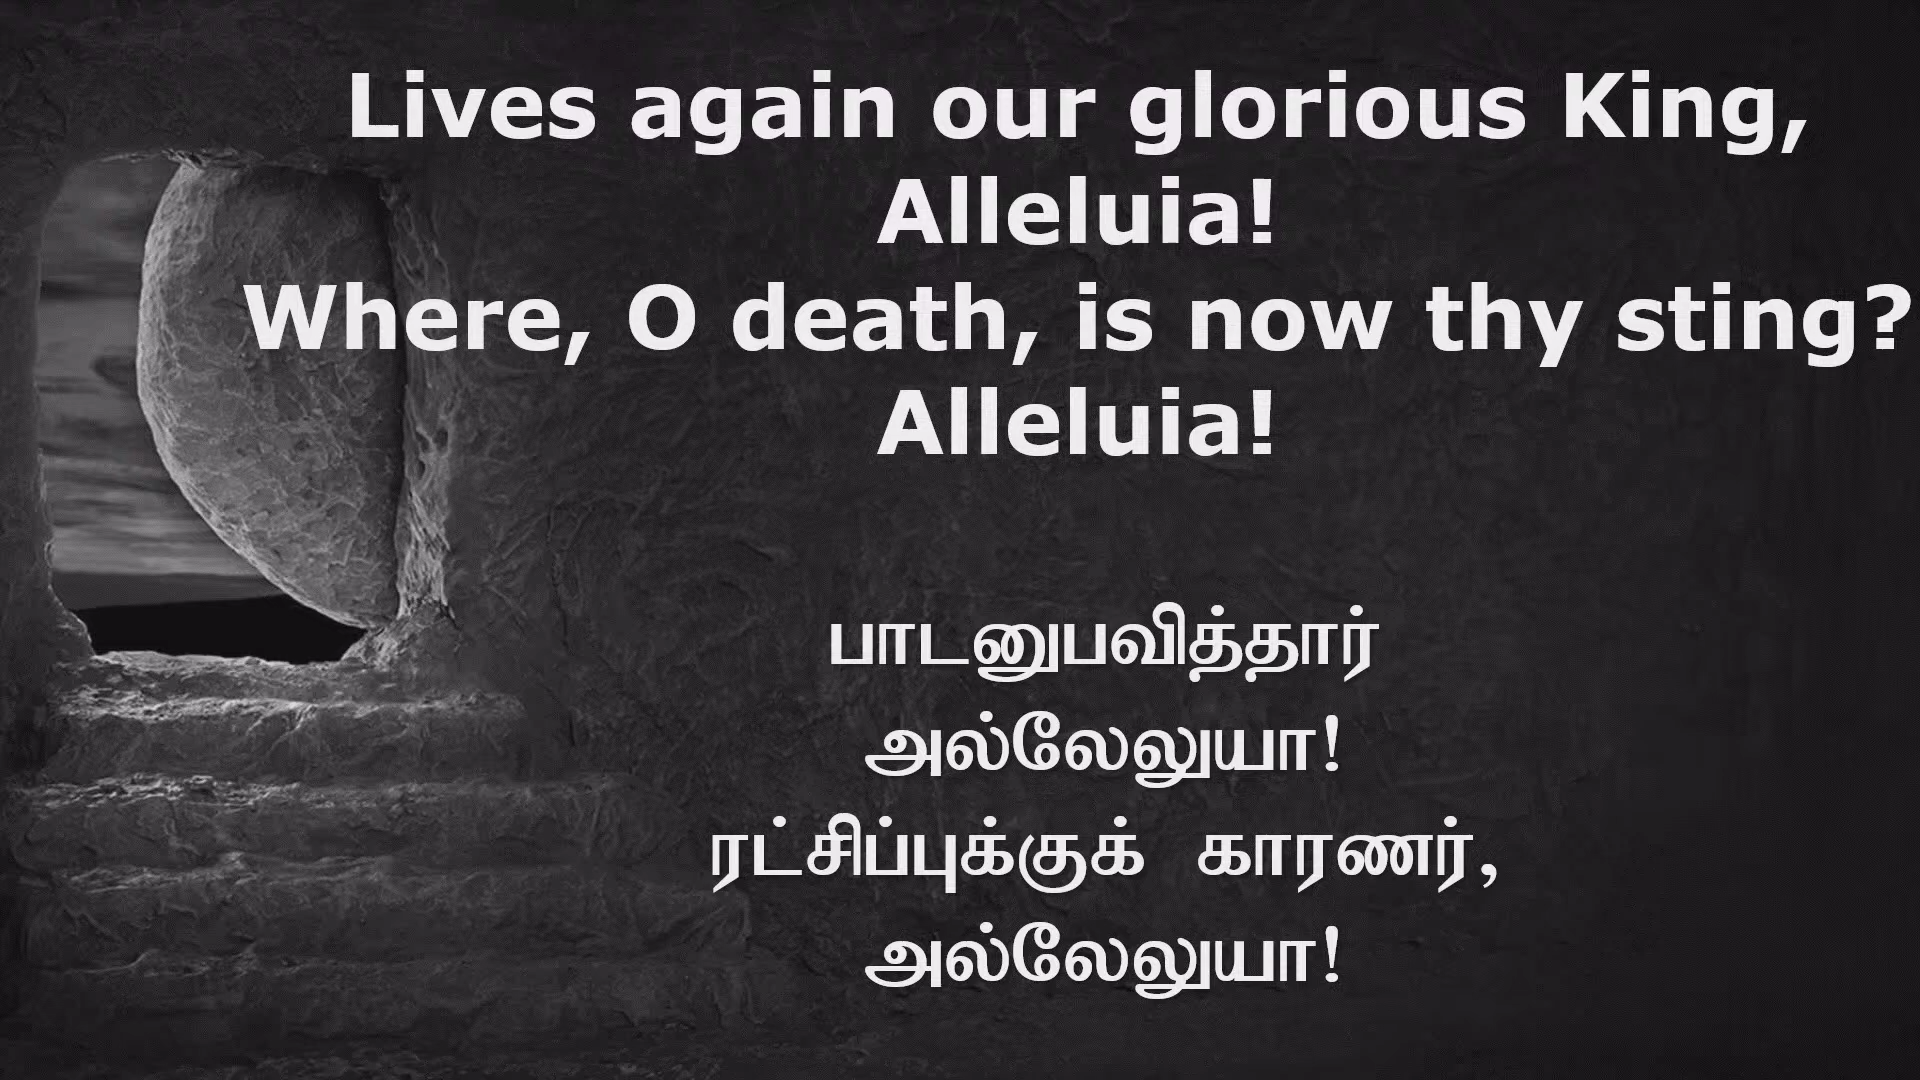 Lives again our glorious King,
Alleluia!
Where, O death, is now thy sting?
Alleluia!
பாடனுபவித்தார்
அல்லேலுயா!
ரட்சிப்புக்குக் காரணர்,
அல்லேலுயா!